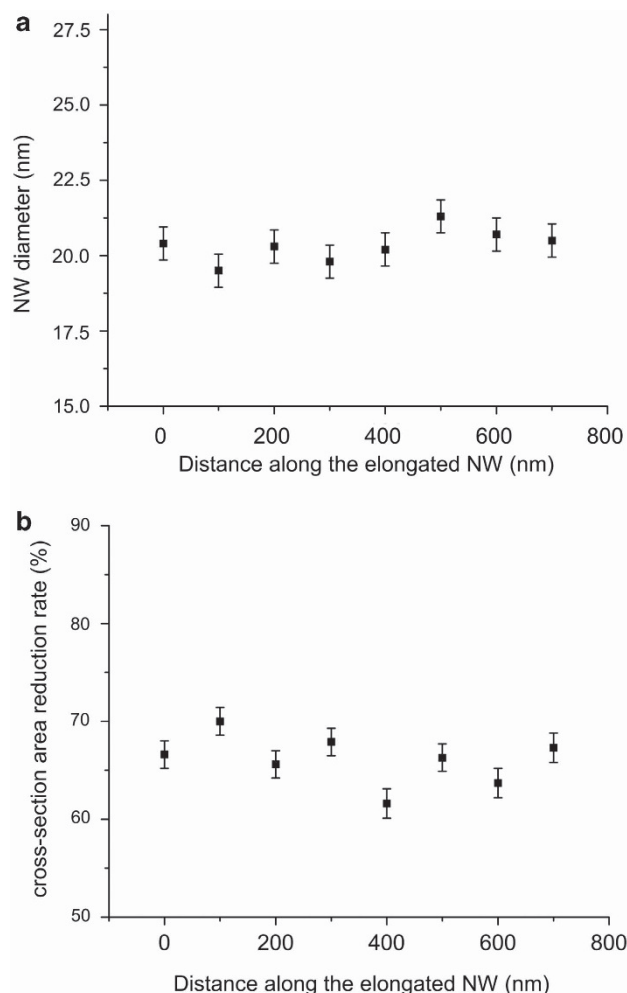 a
27.5
25.0
22.5
20.0
17.5
15.0
NW diameter (nm)
0 200 400 600 800
Distance along the elongated NW (nm)
b
90
80
70
60
50
cross-section area reduction rate (%)
0 200 400 600 800
Distance along the elongated NW (nm)